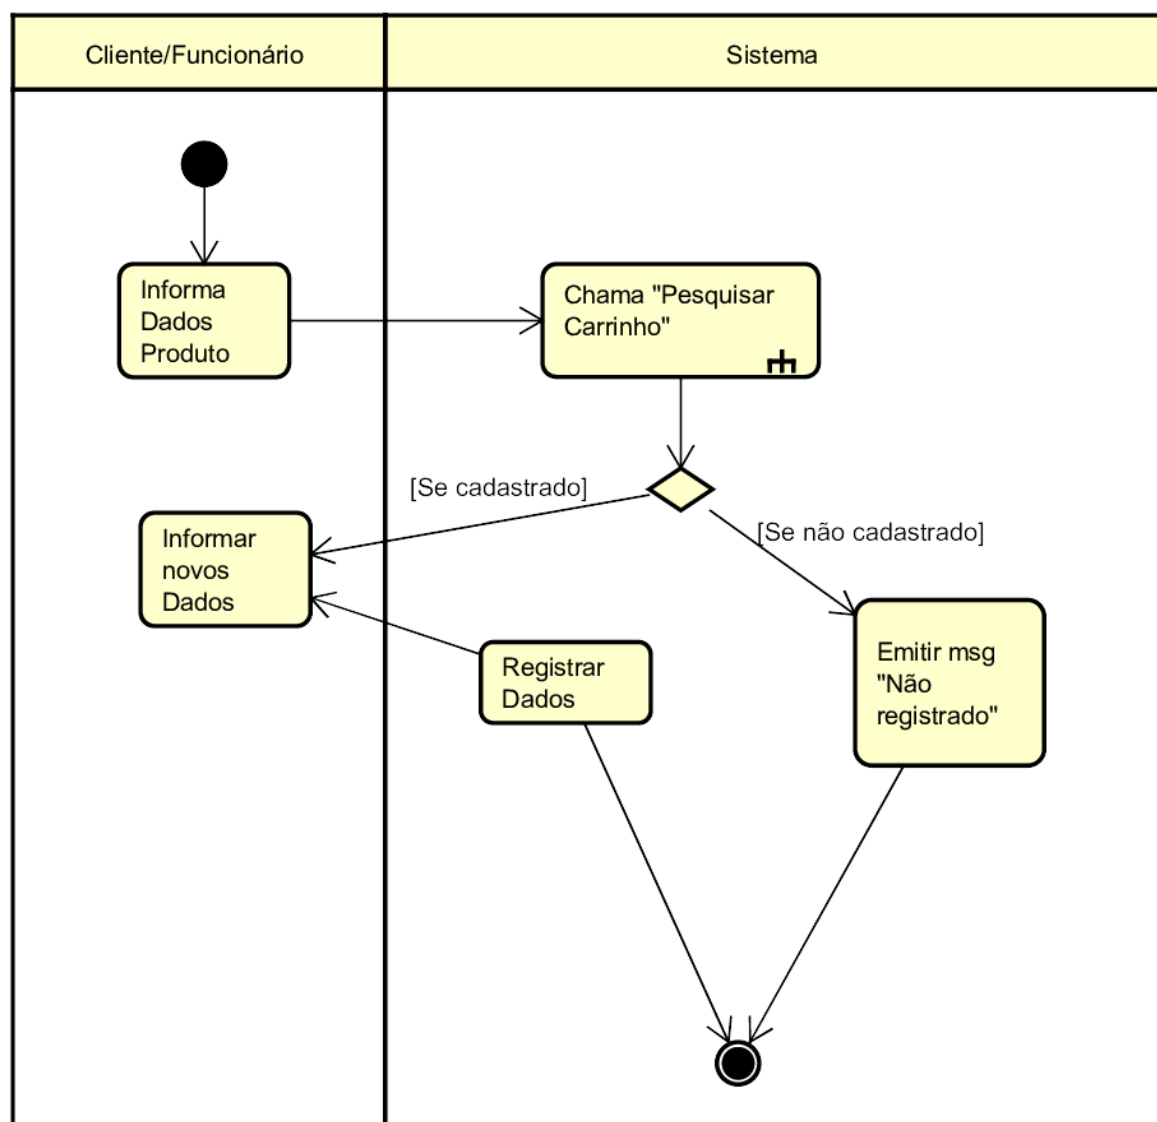 Cliente/Funcionário
Sistema
Informa
Dados
Produto
Chama "Pesquisar
Carrinho"
[Se cadastrado]
[Se não cadastrado]
Informar
novos
Dados
Registrar
Dados
Emitir msg
"Não
registrado"